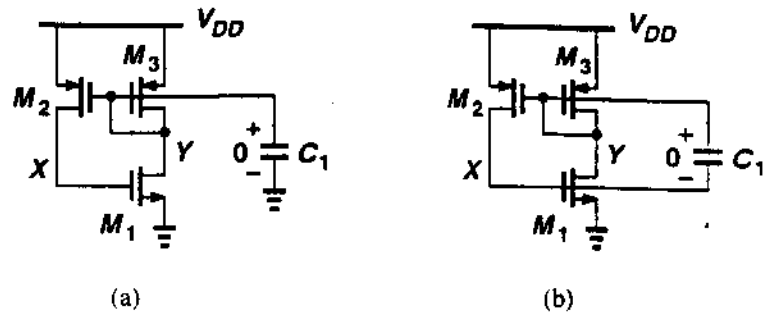 V_DD
M_3
M_2
X
Y
+
0
−
C_1
M_1
(a)
V_DD
M_3
M_2
X
Y
+
0
−
C_1
M_1
(b)